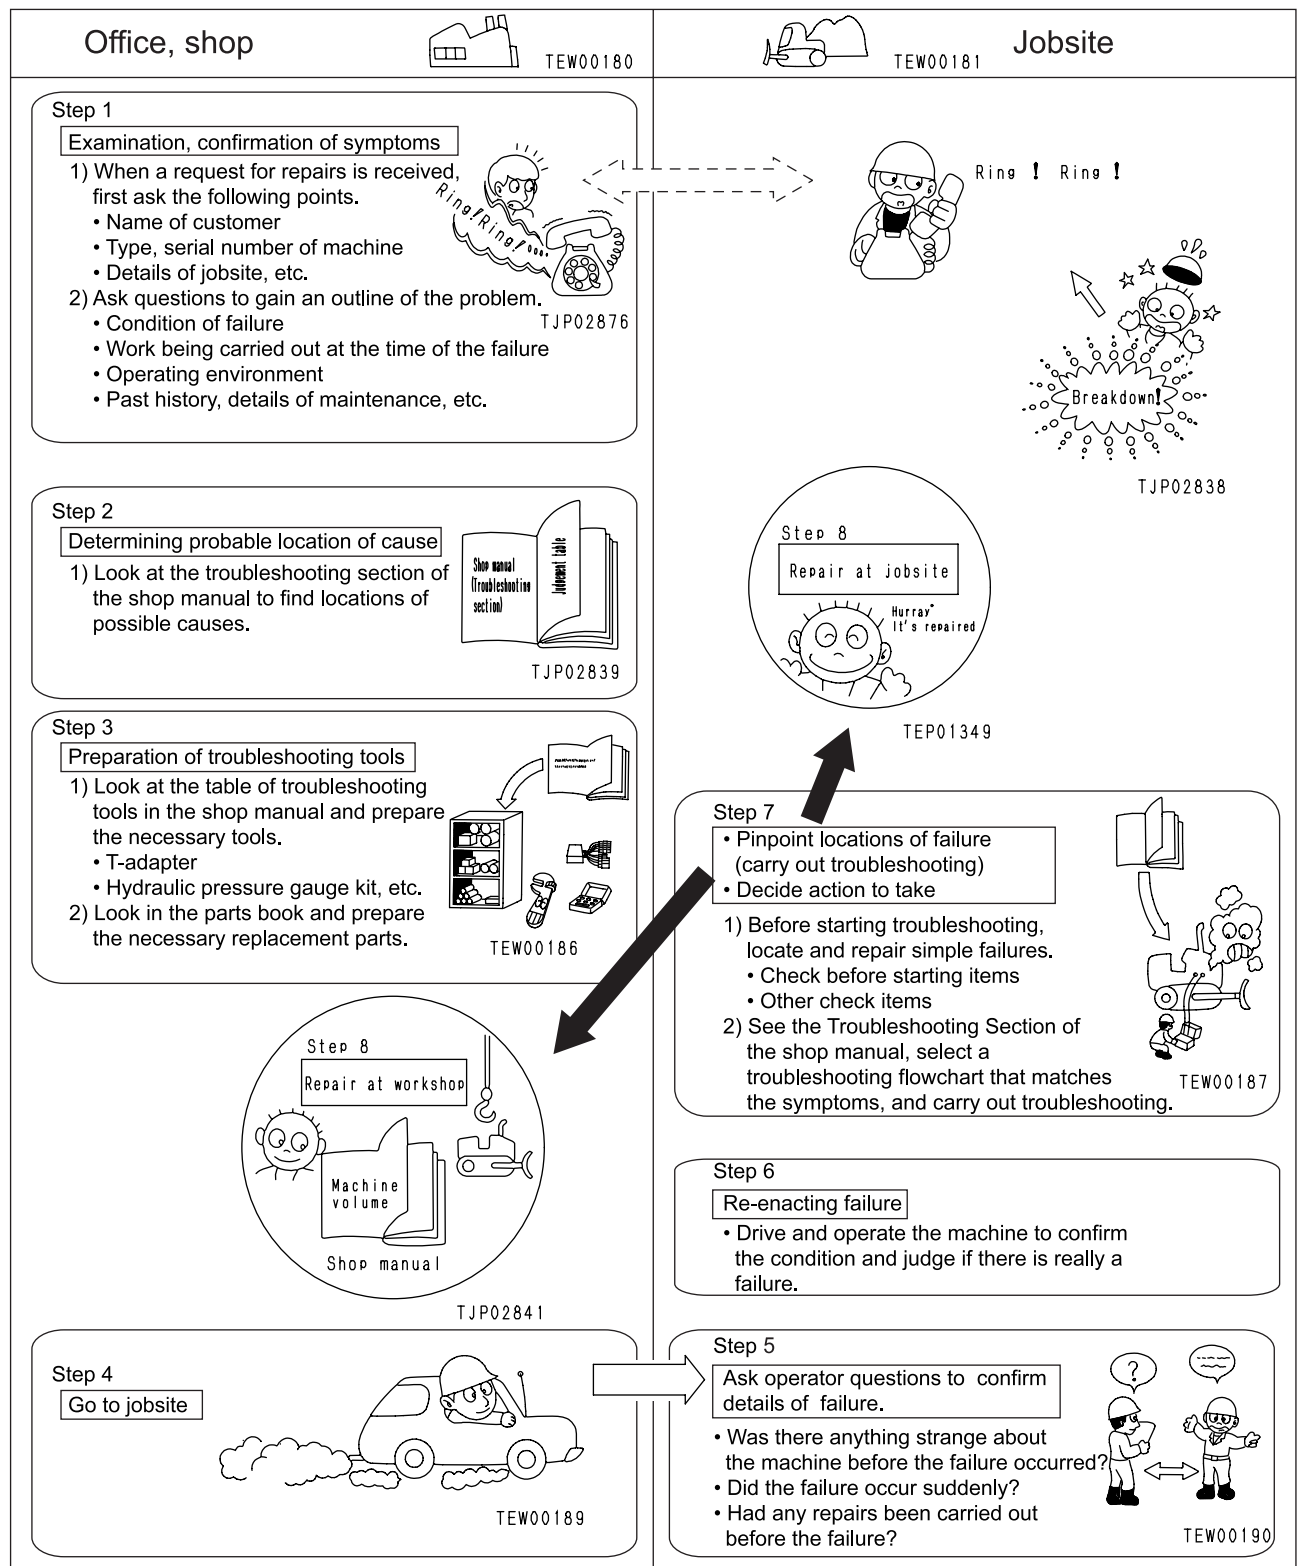 Office, shop
TEW00180
TEW00181
Jobsite
Step 1
Examination, confirmation of symptoms
1) When a request for repairs is received,
first ask the following points.
• Name of customer
• Type, serial number of machine
• Details of jobsite, etc.
2) Ask questions to gain an outline of the problem.
• Condition of failure
• Work being carried out at the time of the failure
• Operating environment
• Past history, details of maintenance, etc.
Ring! Ring! ....
TJP02876
Ring ! Ring !
Breakdown!
TJP02838
Step 2
Determining probable location of cause
1) Look at the troubleshooting section of
the shop manual to find locations of
possible causes.
Shop manual
(Troubleshooting
section)
Judgement table
TJP02839
Step 8
Repair at jobsite
Hurray"
It's repaired
TEP01349
Step 3
Preparation of troubleshooting tools
1) Look at the table of troubleshooting
tools in the shop manual and prepare
the necessary tools.
• T-adapter
• Hydraulic pressure gauge kit, etc.
2) Look in the parts book and prepare
the necessary replacement parts.
TEW00186
Step 7
• Pinpoint locations of failure
(carry out troubleshooting)
• Decide action to take
1) Before starting troubleshooting,
locate and repair simple failures.
• Check before starting items
• Other check items
2) See the Troubleshooting Section of
the shop manual, select a
troubleshooting flowchart that matches
the symptoms, and carry out troubleshooting.
TEW00187
Step 8
Repair at workshop
Machine
volume
Shop manual
TJP02841
Step 6
Re-enacting failure
• Drive and operate the machine to confirm
the condition and judge if there is really a
failure.
Step 4
Go to jobsite
TEW00189
Step 5
Ask operator questions to confirm
details of failure.
• Was there anything strange about
the machine before the failure occurred?
• Did the failure occur suddenly?
• Had any repairs been carried out
before the failure?
?
TEW00190